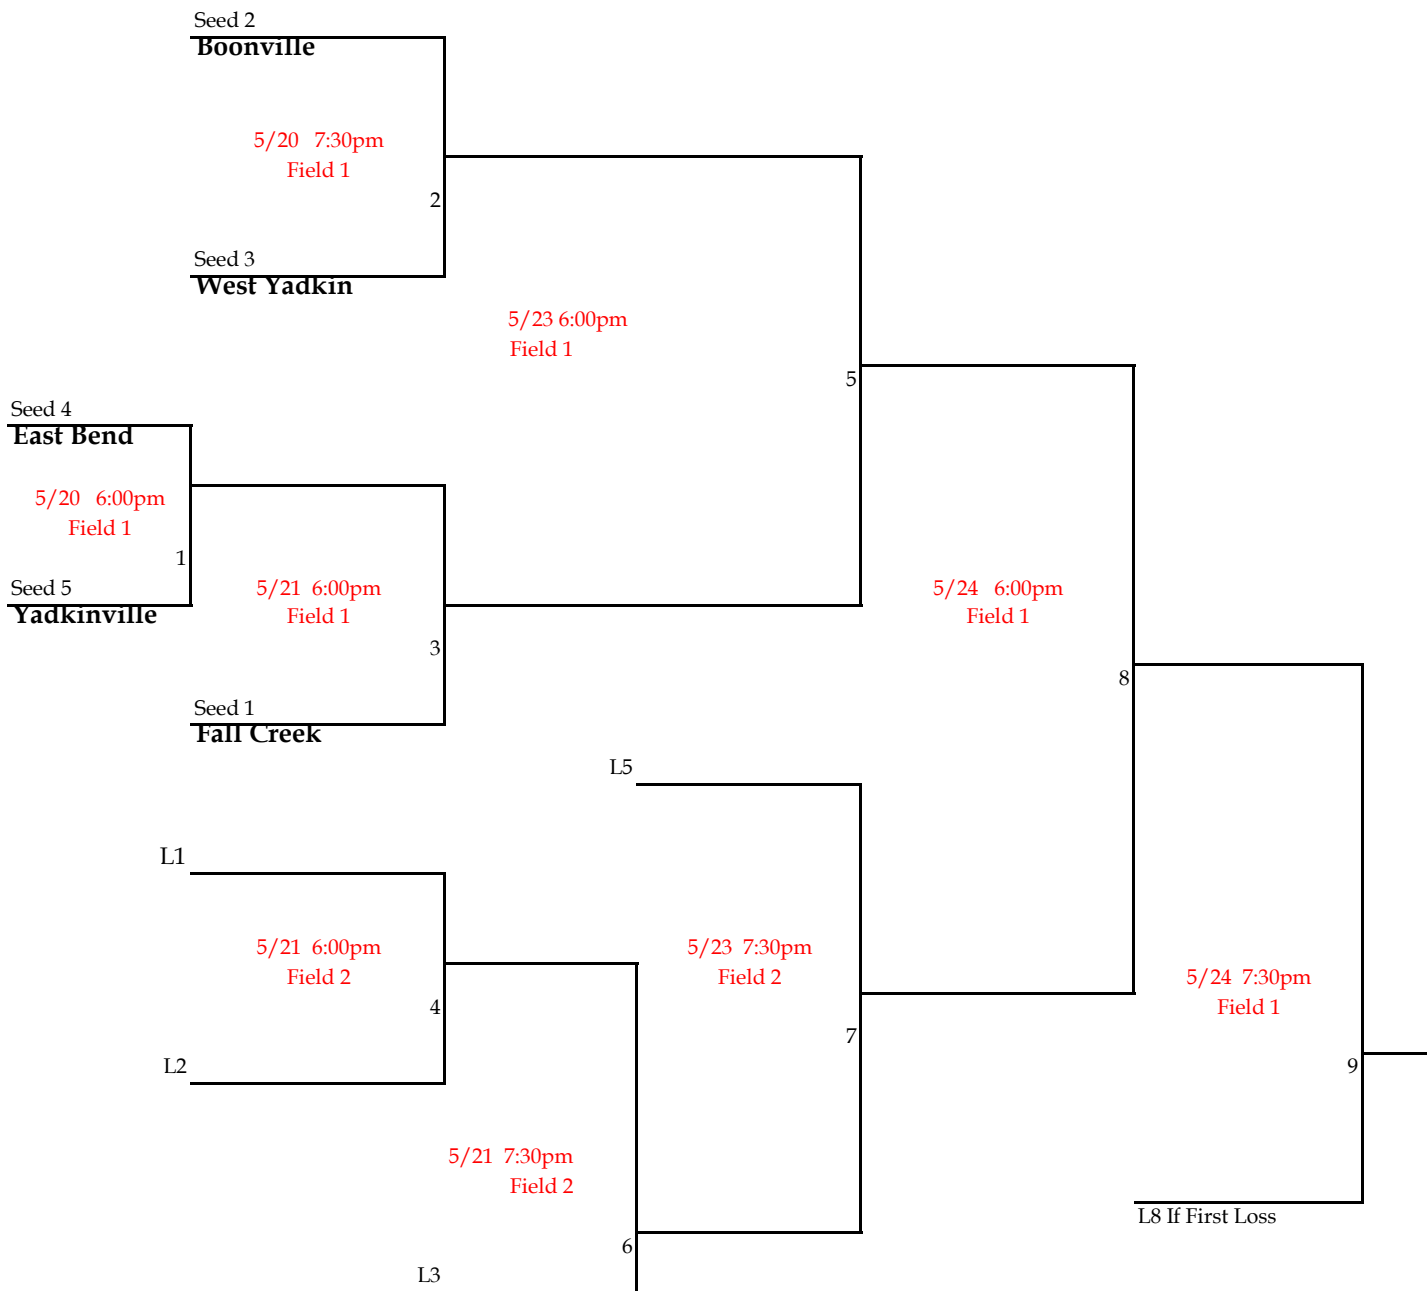 Seed 2
Boonville
5/20 7:30pm
Field 1
2
Seed 3
West Yadkin
5/23 6:00pm
Field 1
5
Seed 4
East Bend
5/20 6:00pm
Field 1
1
Seed 5
Yadkinville
5/21 6:00pm
Field 1
3
5/24 6:00pm
Field 1
8
Seed 1
Fall Creek
L5
L1
5/21 6:00pm
Field 2
4
5/23 7:30pm
Field 2
7
5/24 7:30pm
Field 1
9
L2
5/21 7:30pm
Field 2
6
L8 If First Loss
L3